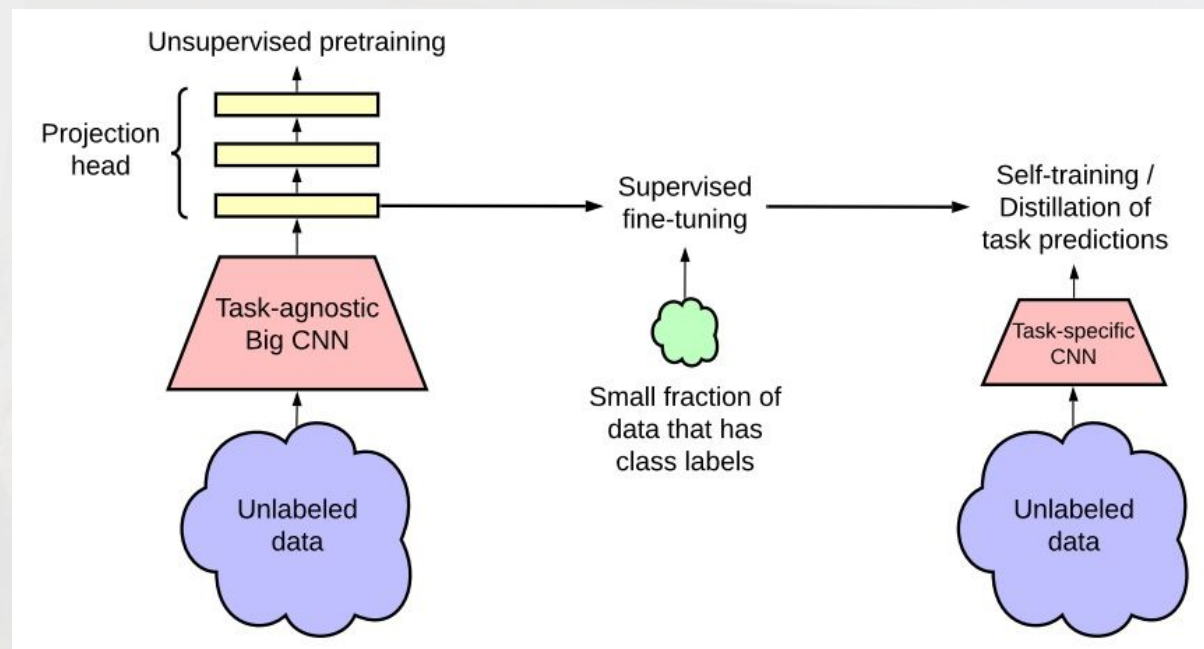 Unsupervised pretraining
Projection
head
Task-agnostic
Big CNN
Unlabeled
data
Supervised
fine-tuning
Small fraction of
data that has
class labels
Self-training /
Distillation of
task predictions
Task-specific
CNN
Unlabeled
data